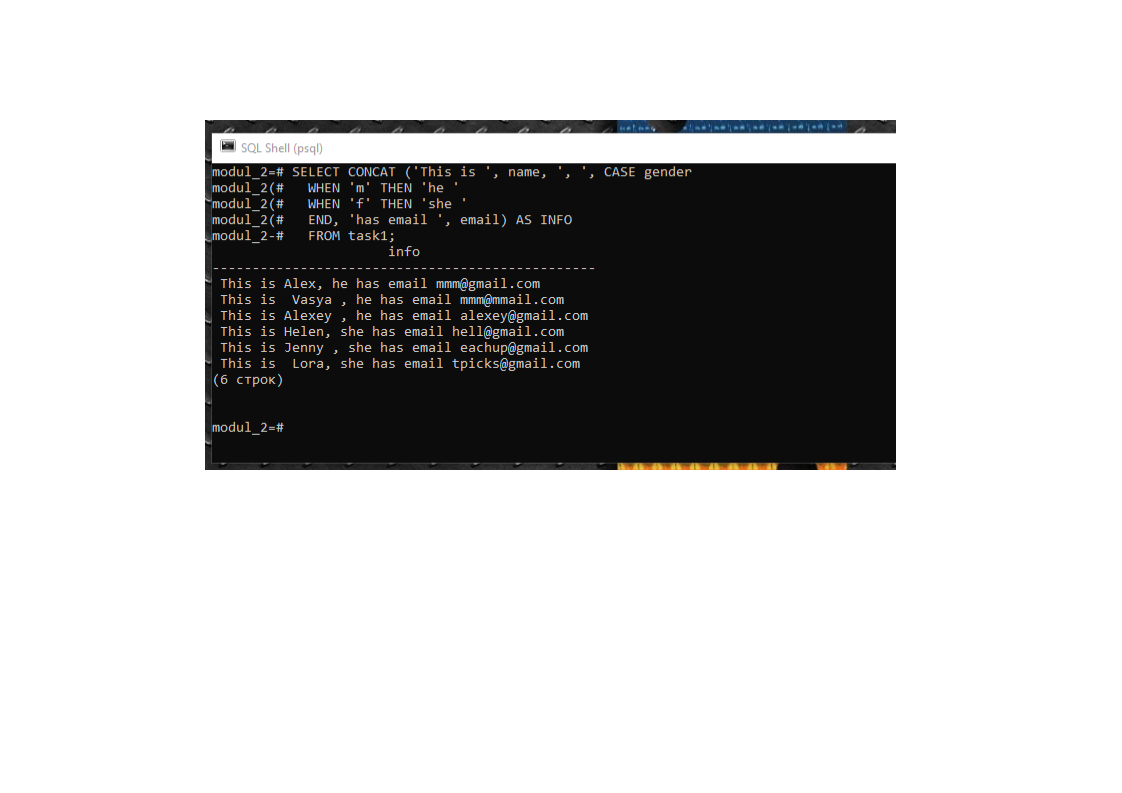 SQL Shell (psql)
modul_2=# SELECT CONCAT ('This is ', name, ', ', CASE gender
modul_2(#   WHEN 'm' THEN 'he '
modul_2(#   WHEN 'f' THEN 'she '
modul_2(#   END, 'has email ', email) AS INFO
modul_2-#   FROM task1;
info
------------------------------------------------
This is Alex, he has email mmm@gmail.com
This is  Vasya , he has email mmm@mmail.com
This is Alexey , he has email alexey@gmail.com
This is Helen, she has email hell@gmail.com
This is Jenny , she has email eachup@gmail.com
This is  Lora, she has email tpicks@gmail.com
(6 строк)
modul_2=#